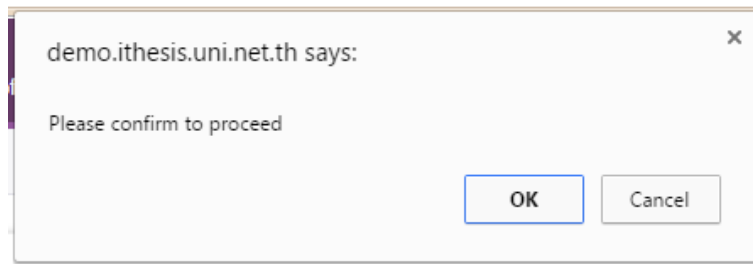 demo.ithesis.uni.net.th says:
Please confirm to proceed
OK Cancel